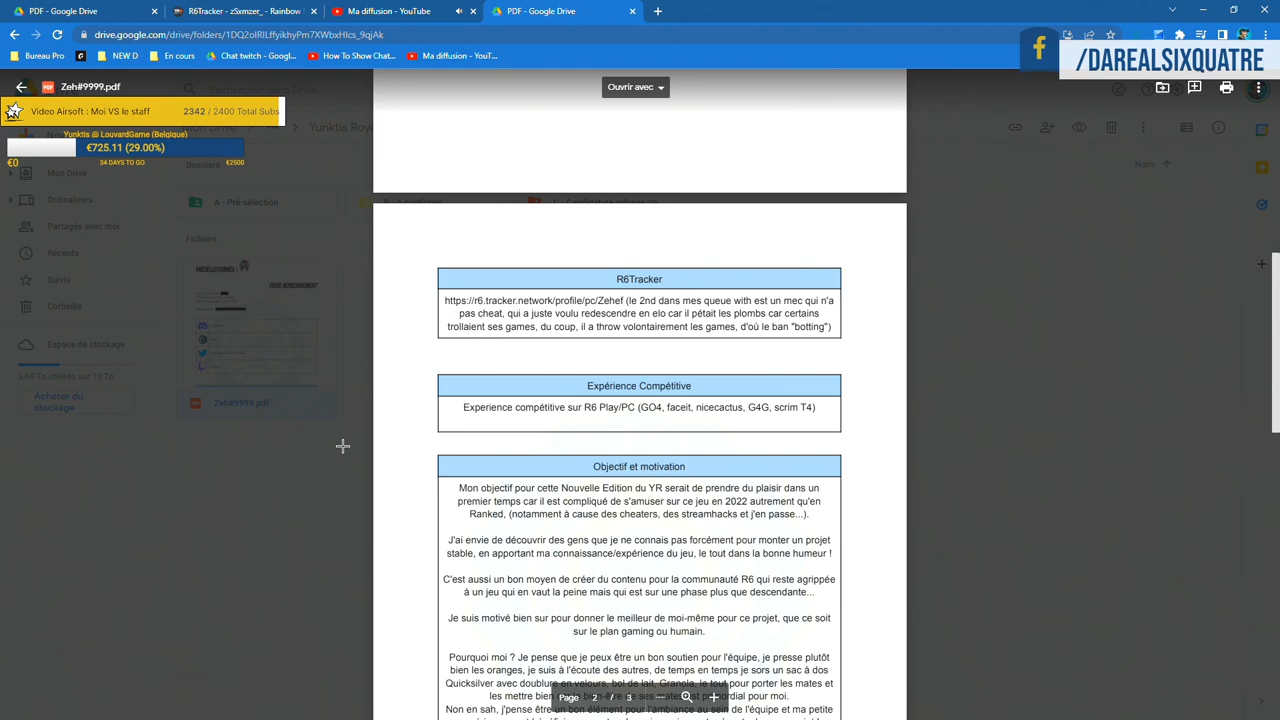 PDF - Google Drive
R6Tracker - zSxmzer_ - Rainbow S
Ma diffusion - YouTube
PDF - Google Drive
drive.google.com/drive/folders/1DQ2olRlLffyikhyPm7XWbxHIcs_9qjAk
Bureau Pro
NEW D
En cours
Chat twitch - Googl...
How To Show Chat...
Ma diffusion - YouT...
/DAREALSIXQUATRE
Zeh#9999.pdf
Ouvrir avec
Video Airsoft : Moi VS le staff
2342 / 2400 Total Subs
Yunktis @ LouvardGame (Belgique)
€725.11 (29.00%)
€0
34 DAYS TO GO
€2500
Mon Drive
Ordinateurs
Partagés avec moi
Récents
Suivis
Corbeille
Espace de stockage
3,69 To utilisés sur 10 To
Acheter du
stockage
Yunktis Roya
Dossiers
A - Pré-sélection
Fichiers
Zeh#9999.pdf
Nom
R6Tracker
https://r6.tracker.network/profile/pc/Zehef (le 2nd dans mes queue with est un mec qui n'a
pas cheat, qui a juste voulu redescendre en elo car il pétait les plombs car certains
trollaient ses games, du coup, il a throw volontairement les games, d'où le ban "botting")
Expérience Compétitive
Experience compétitive sur R6 Play/PC (GO4, faceit, nicecactus, G4G, scrim T4)
Objectif et motivation
Mon objectif pour cette Nouvelle Edition du YR serait de prendre du plaisir dans un
premier temps car il est compliqué de s'amuser sur ce jeu en 2022 autrement qu'en
Ranked, (notamment à cause des cheaters, des streamhacks et j'en passe...).
J'ai envie de découvrir des gens que je ne connais pas forcément pour monter un projet
stable, en apportant ma connaissance/expérience du jeu, le tout dans la bonne humeur !
C'est aussi un bon moyen de créer du contenu pour la communauté R6 qui reste agrippée
à un jeu qui en vaut la peine mais qui est sur une phase plus que descendante...
Je suis motivé bien sur pour donner le meilleur de moi-même pour ce projet, que ce soit
sur le plan gaming ou humain.
Pourquoi moi ? Je pense que je peux être un bon soutien pour l'équipe, je presse plutôt
bien les oranges, je suis à l'écoute des autres, de temps en temps je sors un sac à dos
Quicksilver avec doublure en velours, bol de lait, Granola, le tout pour porter les mates et
les mettre bien
Page 2 / 3
Non en sah, j'pense être un bon élément pour l'ambiance au sein de l'équipe et ma petite